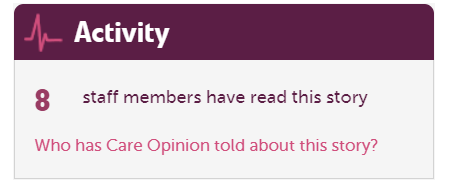 Activity
8 staff members have read this story
Who has Care Opinion told about this story?